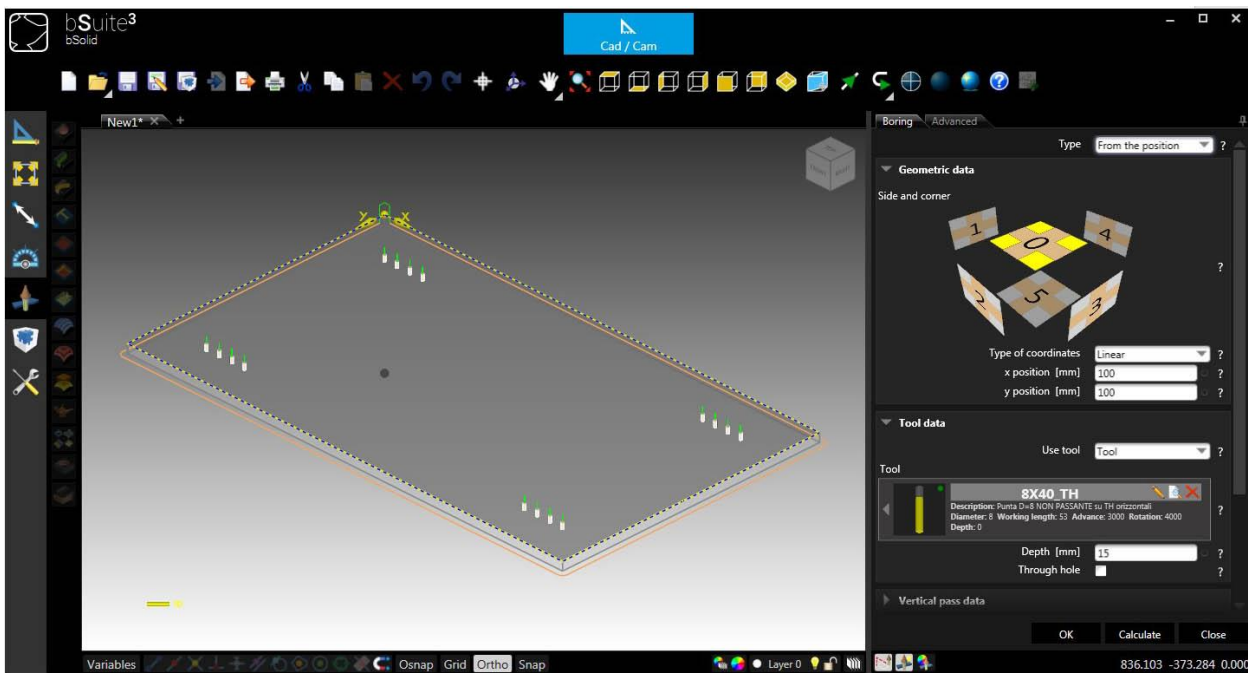 bSuite³
bSolid
Cad / Cam
New1*
Boring Advanced
Type From the position ?
Geometric data
Side and corner
1 0 4
2 5 3
?
Type of coordinates Linear ?
x position [mm] 100 ?
y position [mm] 100 ?
Tool data
Use tool Tool ?
Tool
8X40_TH
Description: Punta D=8 NON PASSANTE su TH orizzontali
Diameter: 8 Working length: 53 Advance: 3000 Rotation: 4000
Depth: 0
?
Depth [mm] 15 ?
Through hole ?
Vertical pass data
OK Calculate Close
Y X
Variables Osnap Grid Ortho Snap Layer 0 836.103 -373.284 0.000